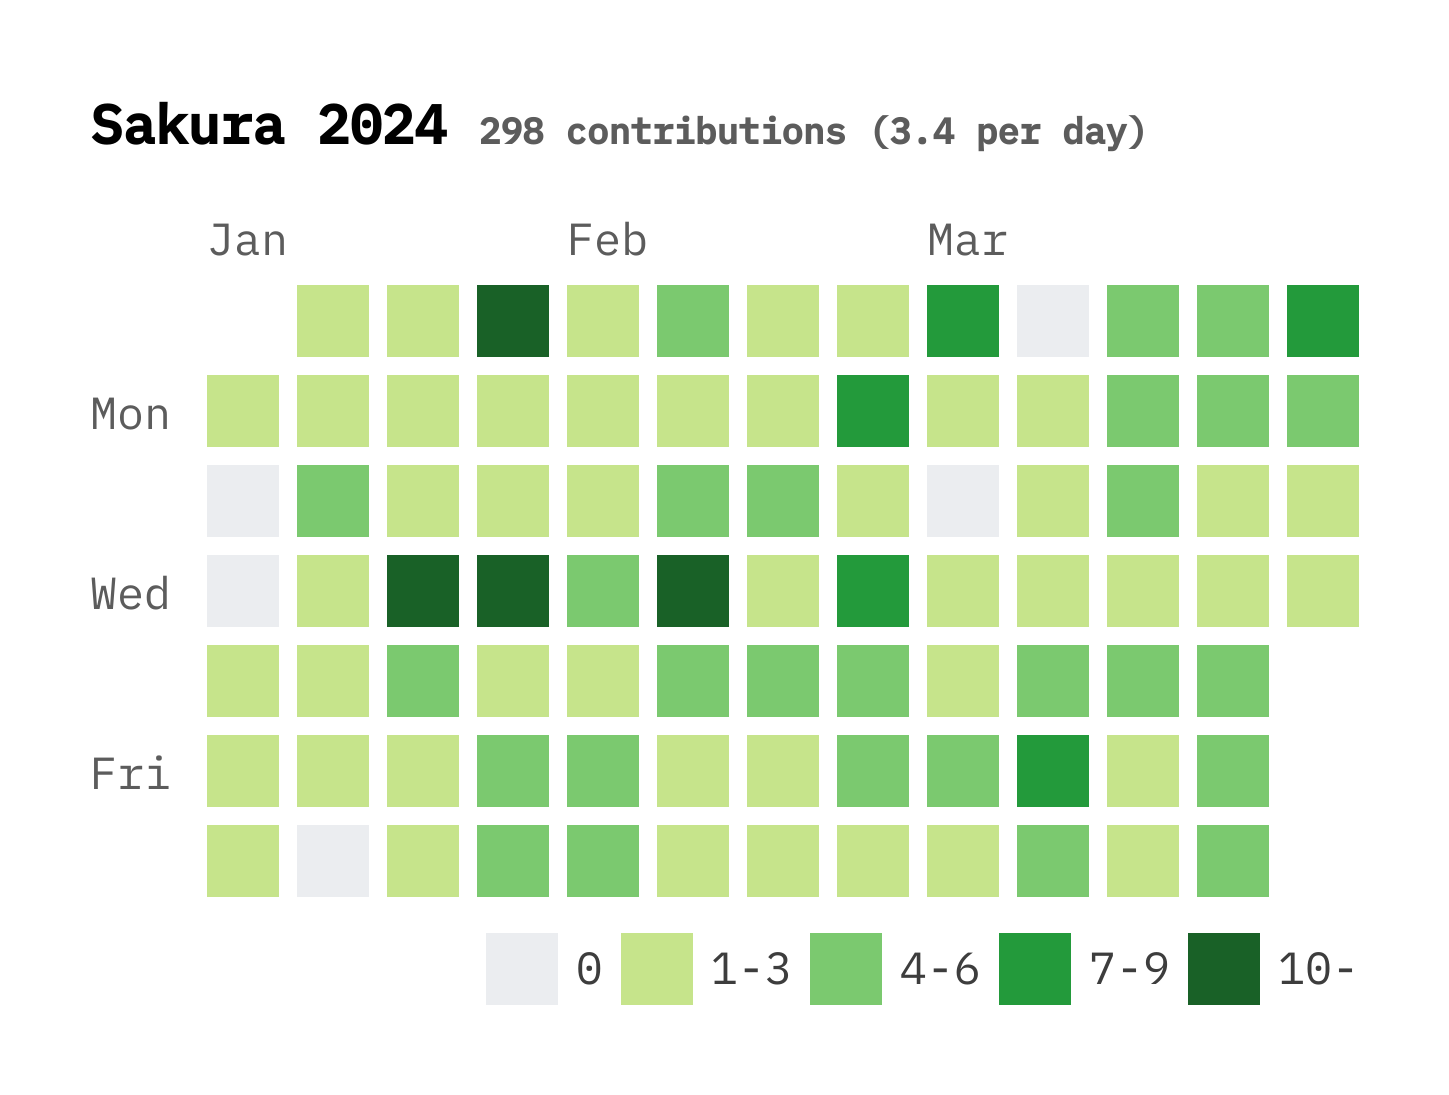 Sakura 2024 298 contributions (3.4 per day)
Jan Feb Mar
Mon
Wed
Fri
0 1-3 4-6 7-9 10-